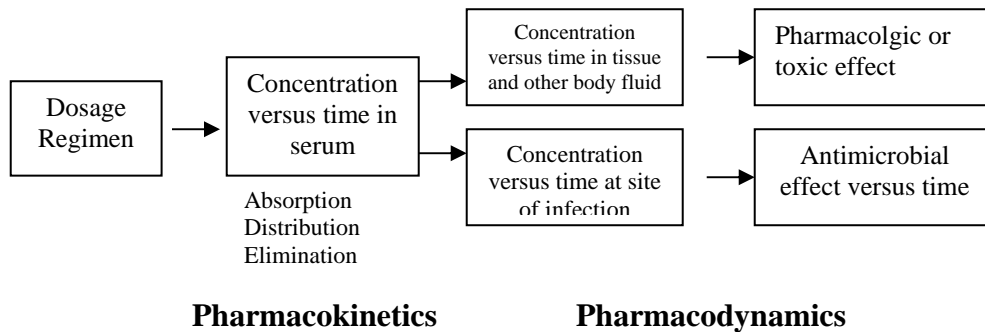 Dosage
Regimen
Concentration
versus time in
serum
Absorption
Distribution
Elimination
Concentration
versus time in tissue
and other body fluid
Pharmacolgic or
toxic effect
Concentration
versus time at site
of infection
Antimicrobial
effect versus time
Pharmacokinetics
Pharmacodynamics